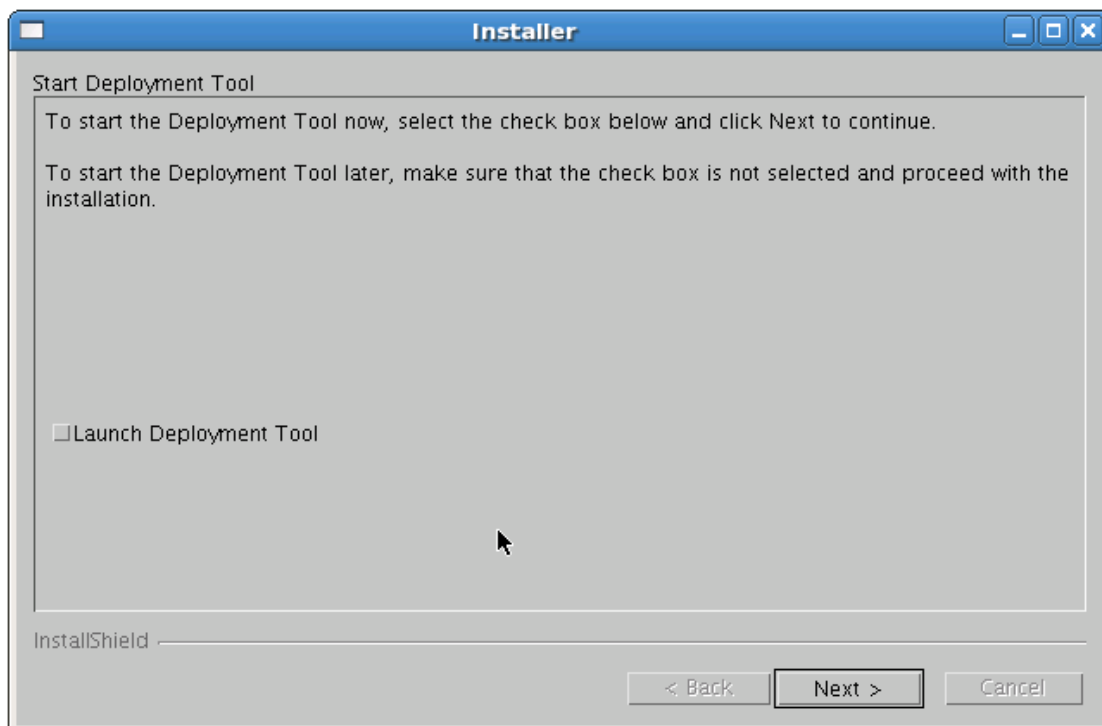 Installer
Start Deployment Tool
To start the Deployment Tool now, select the check box below and click Next to continue.
To start the Deployment Tool later, make sure that the check box is not selected and proceed with the
installation.
Launch Deployment Tool
InstallShield
< Back
Next >
Cancel